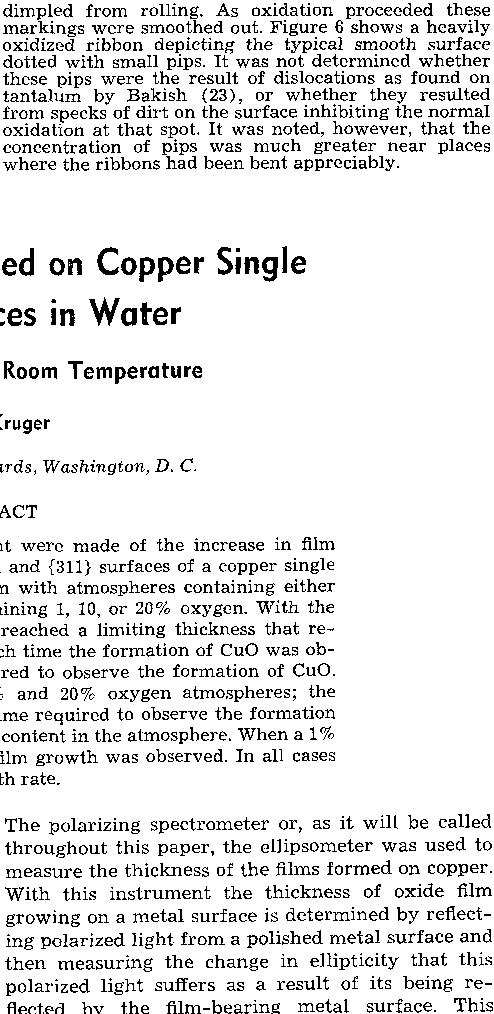 dimpled from rolling. As oxidation proceeded these
markings were smoothed out. Figure 6 shows a heavily
oxidized ribbon depicting the typical smooth surface
dotted with small pips. It was not determined whether
these pips were the result of dislocations as found on
tantalum by Bakish (23), or whether they resulted
from specks of dirt on the surface inhibiting the normal
oxidation at that spot. It was noted, however, that the
concentration of pips was much greater near places
where the ribbons had been bent appreciably.
ed on Copper Single
ces in Water
Room Temperature
Kruger
ards, Washington, D. C.
ACT
nt were made of the increase in film
and {311} surfaces of a copper single
m with atmospheres containing either
aining 1, 10, or 20% oxygen. With the
reached a limiting thickness that re-
ch time the formation of CuO was ob-
red to observe the formation of CuO.
% and 20% oxygen atmospheres; the
me required to observe the formation
content in the atmosphere. When a 1%
film growth was observed. In all cases
th rate.
The polarizing spectrometer or, as it will be called
throughout this paper, the ellipsometer was used to
measure the thickness of the films formed on copper.
With this instrument the thickness of oxide film
growing on a metal surface is determined by reflect-
ing polarized light from a polished metal surface and
then measuring the change in ellipticity that this
polarized light suffers as a result of its being re-
flected by the film-bearing metal surface. This